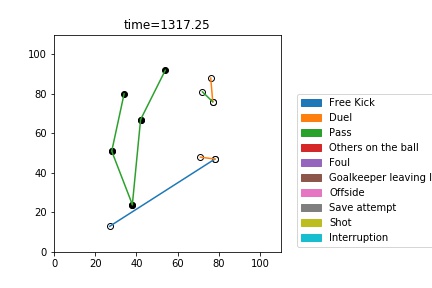 time=1317.25
100
80
60
40
20
0
0 20 40 60 80 100
Free Kick
Duel
Pass
Others on the ball
Foul
Goalkeeper leaving l
Offside
Save attempt
Shot
Interruption